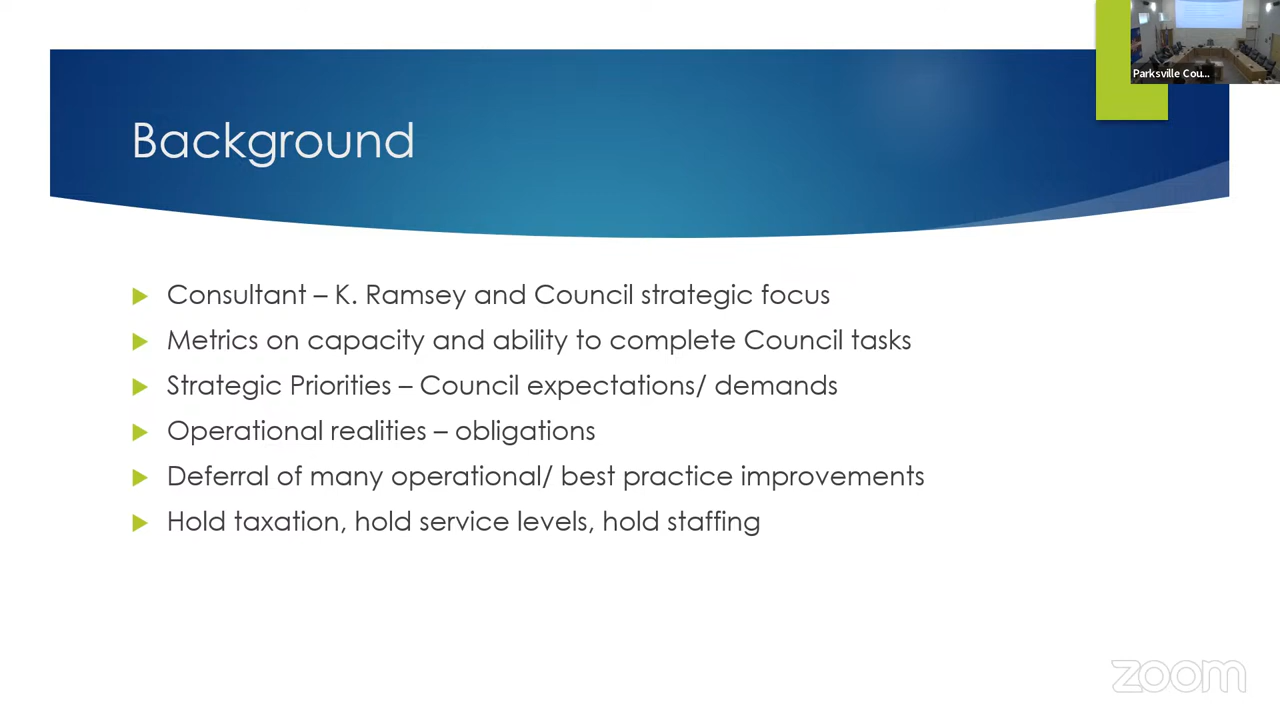 Parksville Cou...
Background
Consultant – K. Ramsey and Council strategic focus
Metrics on capacity and ability to complete Council tasks
Strategic Priorities – Council expectations/ demands
Operational realities – obligations
Deferral of many operational/ best practice improvements
Hold taxation, hold service levels, hold staffing
zoom